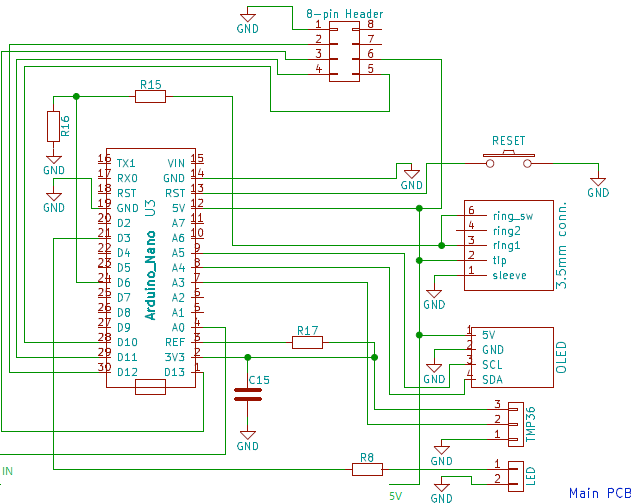 8-pin Header
GND
1 8
2 7
3 6
4 5
R15
R16
GND
GND
RESET
GND
GND
16 TX1 VIN 15
17 RX0 GND 14
18 RST RST 13
19 GND 5V 12
20 D2 A7 11
21 D3 A6 10
22 D4 A5 9
23 D5 A4 8
24 D6 A3 7
25 D7 A2 6
26 D8 A1 5
27 D9 A0 4
28 D10 REF 3
29 D11 3V3 2
30 D12 D13 1
U3
Arduino_Nano
6 ring_sw
4 ring2
3 ring1
2 tip
1 sleeve
3.5mm conn.
GND
1 5V
2 GND
3 SCL
4 SDA
OLED
GND
R17
C15
GND
3
2
1
TMP36
GND
R8
1
2
LED
GND
IN
5V
Main PCB